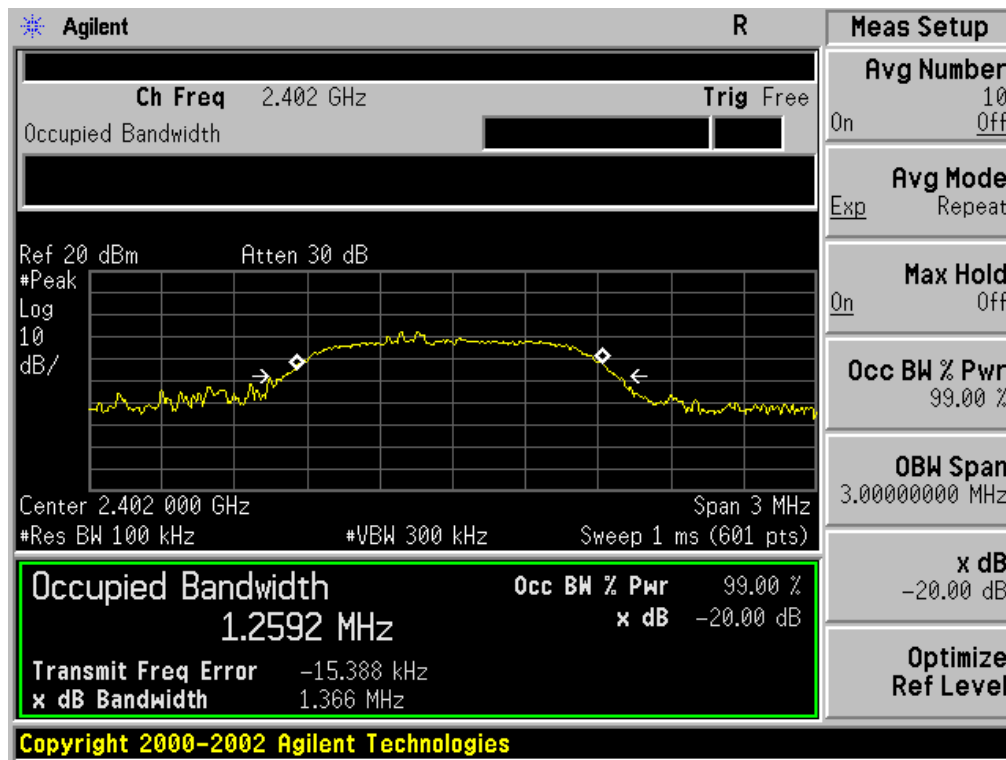 Agilent R Meas Setup
Ch Freq 2.402 GHz Trig Free
Occupied Bandwidth
Ref 20 dBm Atten 30 dB
#Peak
Log
10
dB/
Center 2.402 000 GHz Span 3 MHz
#Res BW 100 kHz #VBW 300 kHz Sweep 1 ms (601 pts)
Occupied Bandwidth Occ BW % Pwr 99.00 %
1.2592 MHz x dB -20.00 dB
Transmit Freq Error -15.388 kHz
x dB Bandwidth 1.366 MHz
Avg Number
10
On Off
Avg Mode
Exp Repeat
Max Hold
On Off
Occ BW % Pwr
99.00 %
OBW Span
3.00000000 MHz
x dB
-20.00 dB
Optimize
Ref Level
Copyright 2000-2002 Agilent Technologies